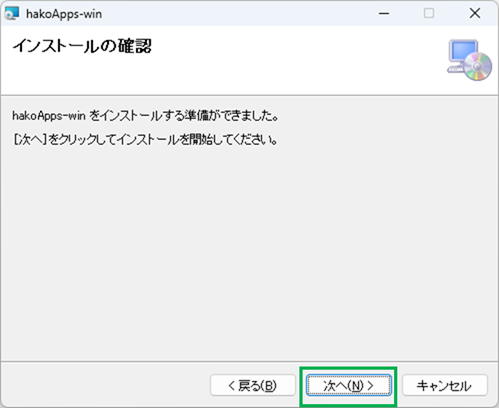 hakoApps-win
インストールの確認
hakoApps-win をインストールする準備ができました。
[次へ]をクリックしてインストールを開始してください。
< 戻る(B)
次へ(N) >
キャンセル